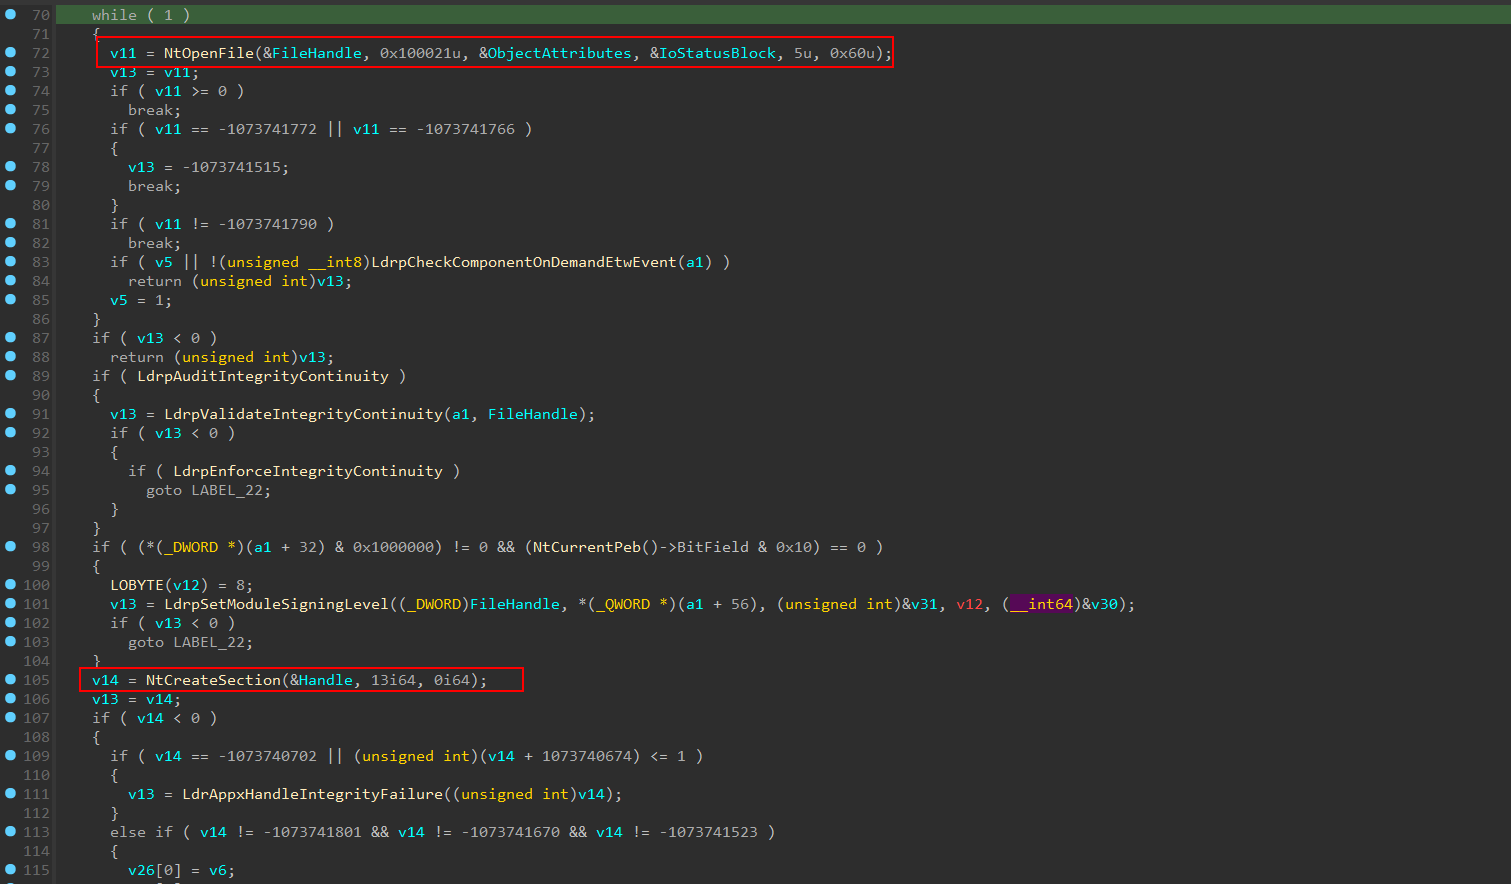 70 while ( 1 )
71 {
72 v11 = NtOpenFile(&FileHandle, 0x100021u, &ObjectAttributes, &IoStatusBlock, 5u, 0x60u);
73 v13 = v11;
74 if ( v11 >= 0 )
75 break;
76 if ( v11 == -1073741772 || v11 == -1073741766 )
77 {
78 v13 = -1073741515;
79 break;
80 }
81 if ( v11 != -1073741790 )
82 break;
83 if ( v5 || !(unsigned __int8)LdrpCheckComponentOnDemandEtwEvent(a1) )
84 return (unsigned int)v13;
85 v5 = 1;
86 }
87 if ( v13 < 0 )
88 return (unsigned int)v13;
89 if ( LdrpAuditIntegrityContinuity )
90 {
91 v13 = LdrpValidateIntegrityContinuity(a1, FileHandle);
92 if ( v13 < 0 )
93 {
94 if ( LdrpEnforceIntegrityContinuity )
95 goto LABEL_22;
96 }
97 }
98 if ( (*(_DWORD *)(a1 + 32) & 0x1000000) != 0 && (NtCurrentPeb()->BitField & 0x10) == 0 )
99 {
100 LOBYTE(v12) = 8;
101 v13 = LdrpSetModuleSigningLevel((_DWORD)FileHandle, *(_QWORD *)(a1 + 56), (unsigned int)&v31, v12, (__int64)&v30);
102 if ( v13 < 0 )
103 goto LABEL_22;
104 }
105 v14 = NtCreateSection(&Handle, 13i64, 0i64);
106 v13 = v14;
107 if ( v14 < 0 )
108 {
109 if ( v14 == -1073740702 || (unsigned int)(v14 + 1073740674) <= 1 )
110 {
111 v13 = LdrAppxHandleIntegrityFailure((unsigned int)v14);
112 }
113 else if ( v14 != -1073741801 && v14 != -1073741670 && v14 != -1073741523 )
114 {
115 v26[0] = v6;